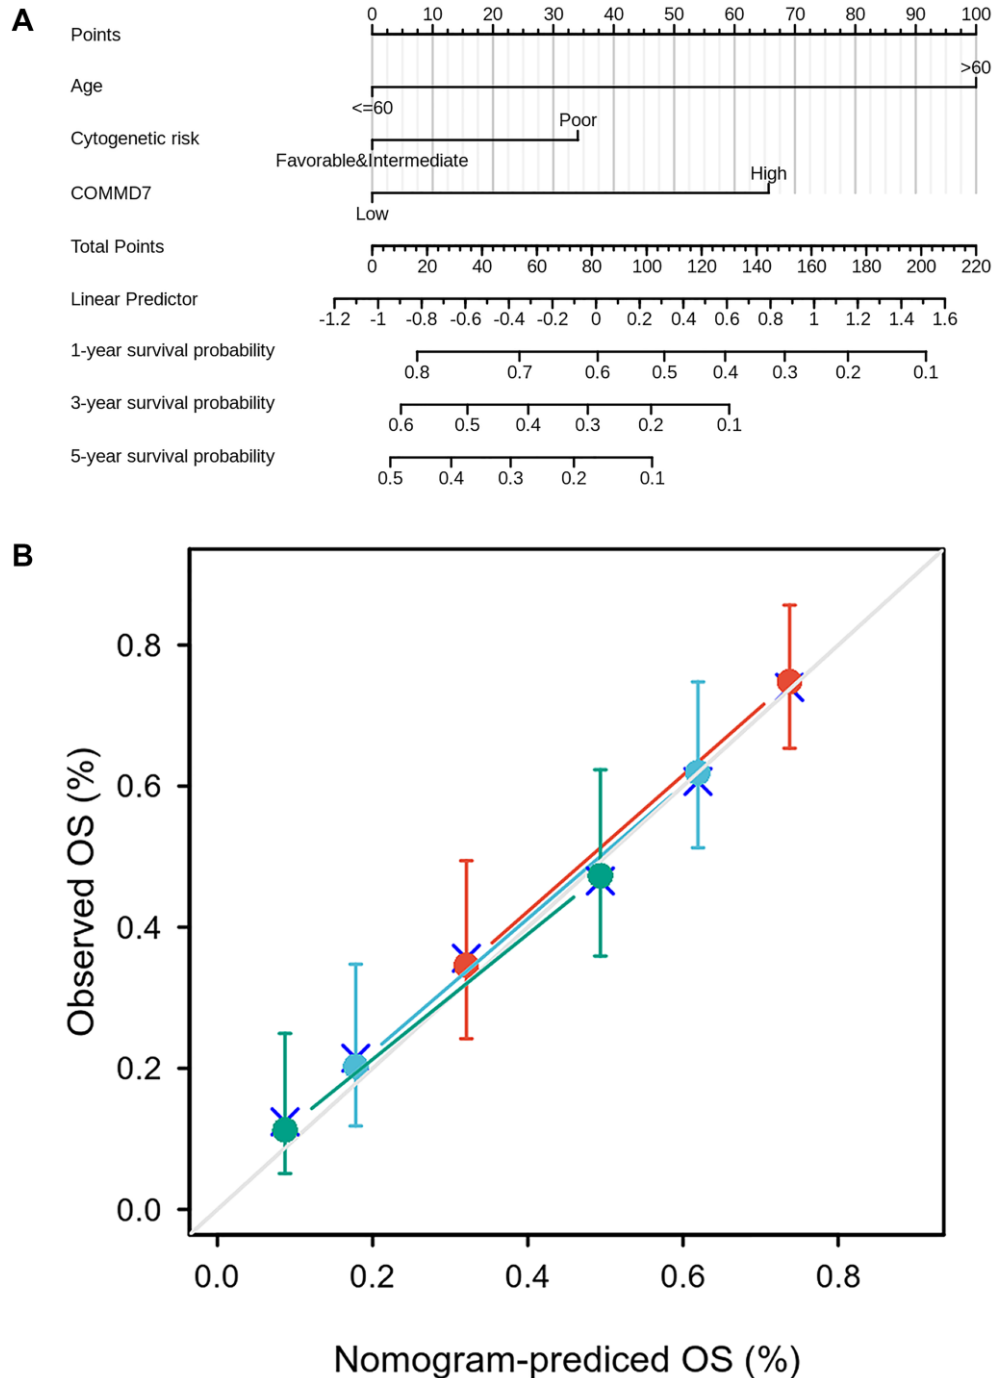 A
0 10 20 30 40 50 60 70 80 90 100
Points
>60
Age
<=60
Poor
Cytogenetic risk
Favorable&Intermediate
High
COMMD7
Low
Total Points
0 20 40 60 80 100 120 140 160 180 200 220
Linear Predictor
-1.2 -1 -0.8 -0.6 -0.4 -0.2 0 0.2 0.4 0.6 0.8 1 1.2 1.4 1.6
1-year survival probability
0.8 0.7 0.6 0.5 0.4 0.3 0.2 0.1
3-year survival probability
0.6 0.5 0.4 0.3 0.2 0.1
5-year survival probability
0.5 0.4 0.3 0.2 0.1
B
Observed OS (%)
0.8
0.6
0.4
0.2
0.0
0.0 0.2 0.4 0.6 0.8
Nomogram-prediced OS (%)